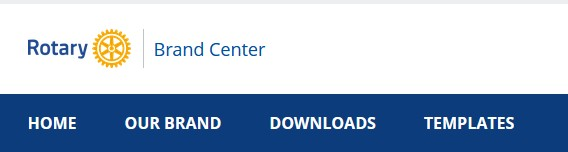 Rotary Brand Center
HOME OUR BRAND DOWNLOADS TEMPLATES